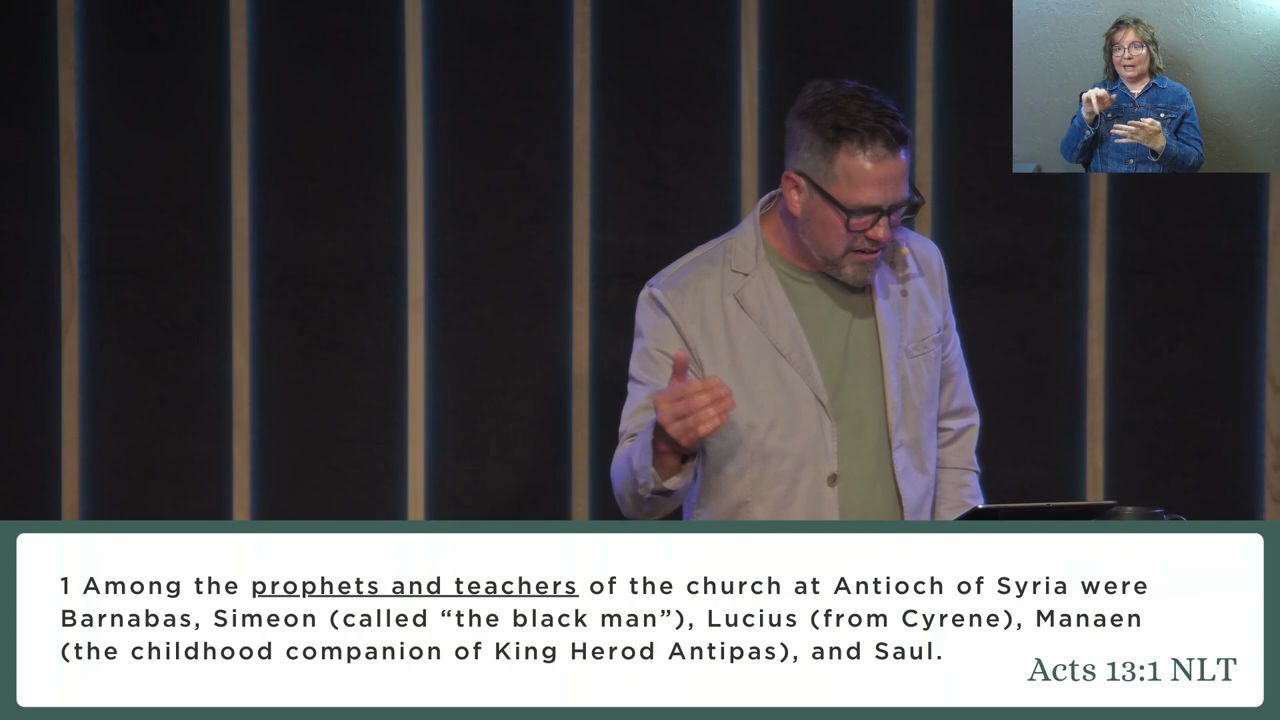 1 Among the prophets and teachers of the church at Antioch of Syria were
Barnabas, Simeon (called “the black man”), Lucius (from Cyrene), Manaen
(the childhood companion of King Herod Antipas), and Saul.
Acts 13:1 NLT